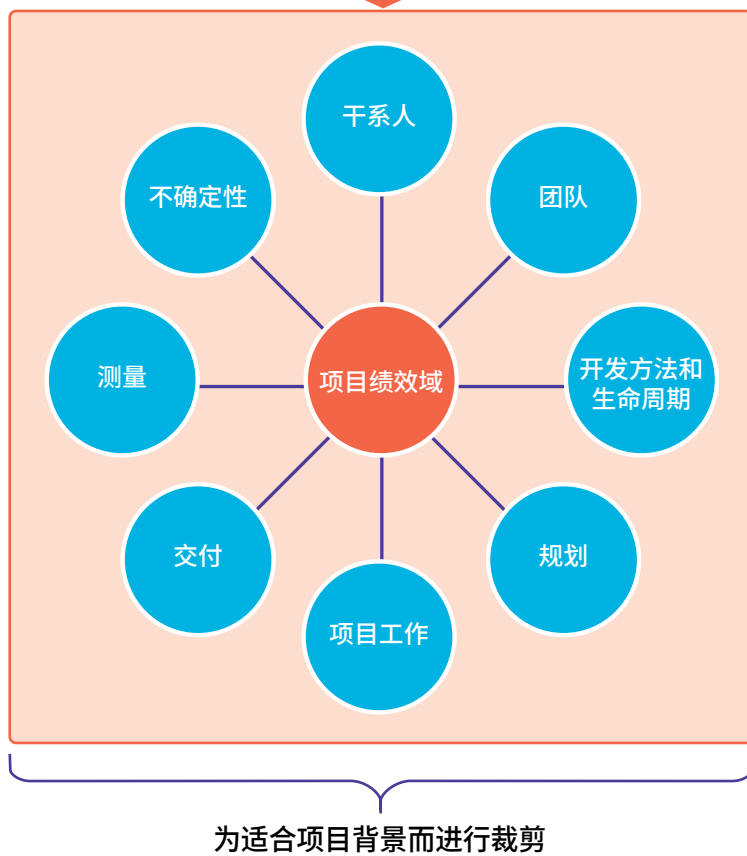 干系人
不确定性
团队
测量
项目绩效域
开发方法和
生命周期
交付
规划
项目工作
为适合项目背景而进行裁剪